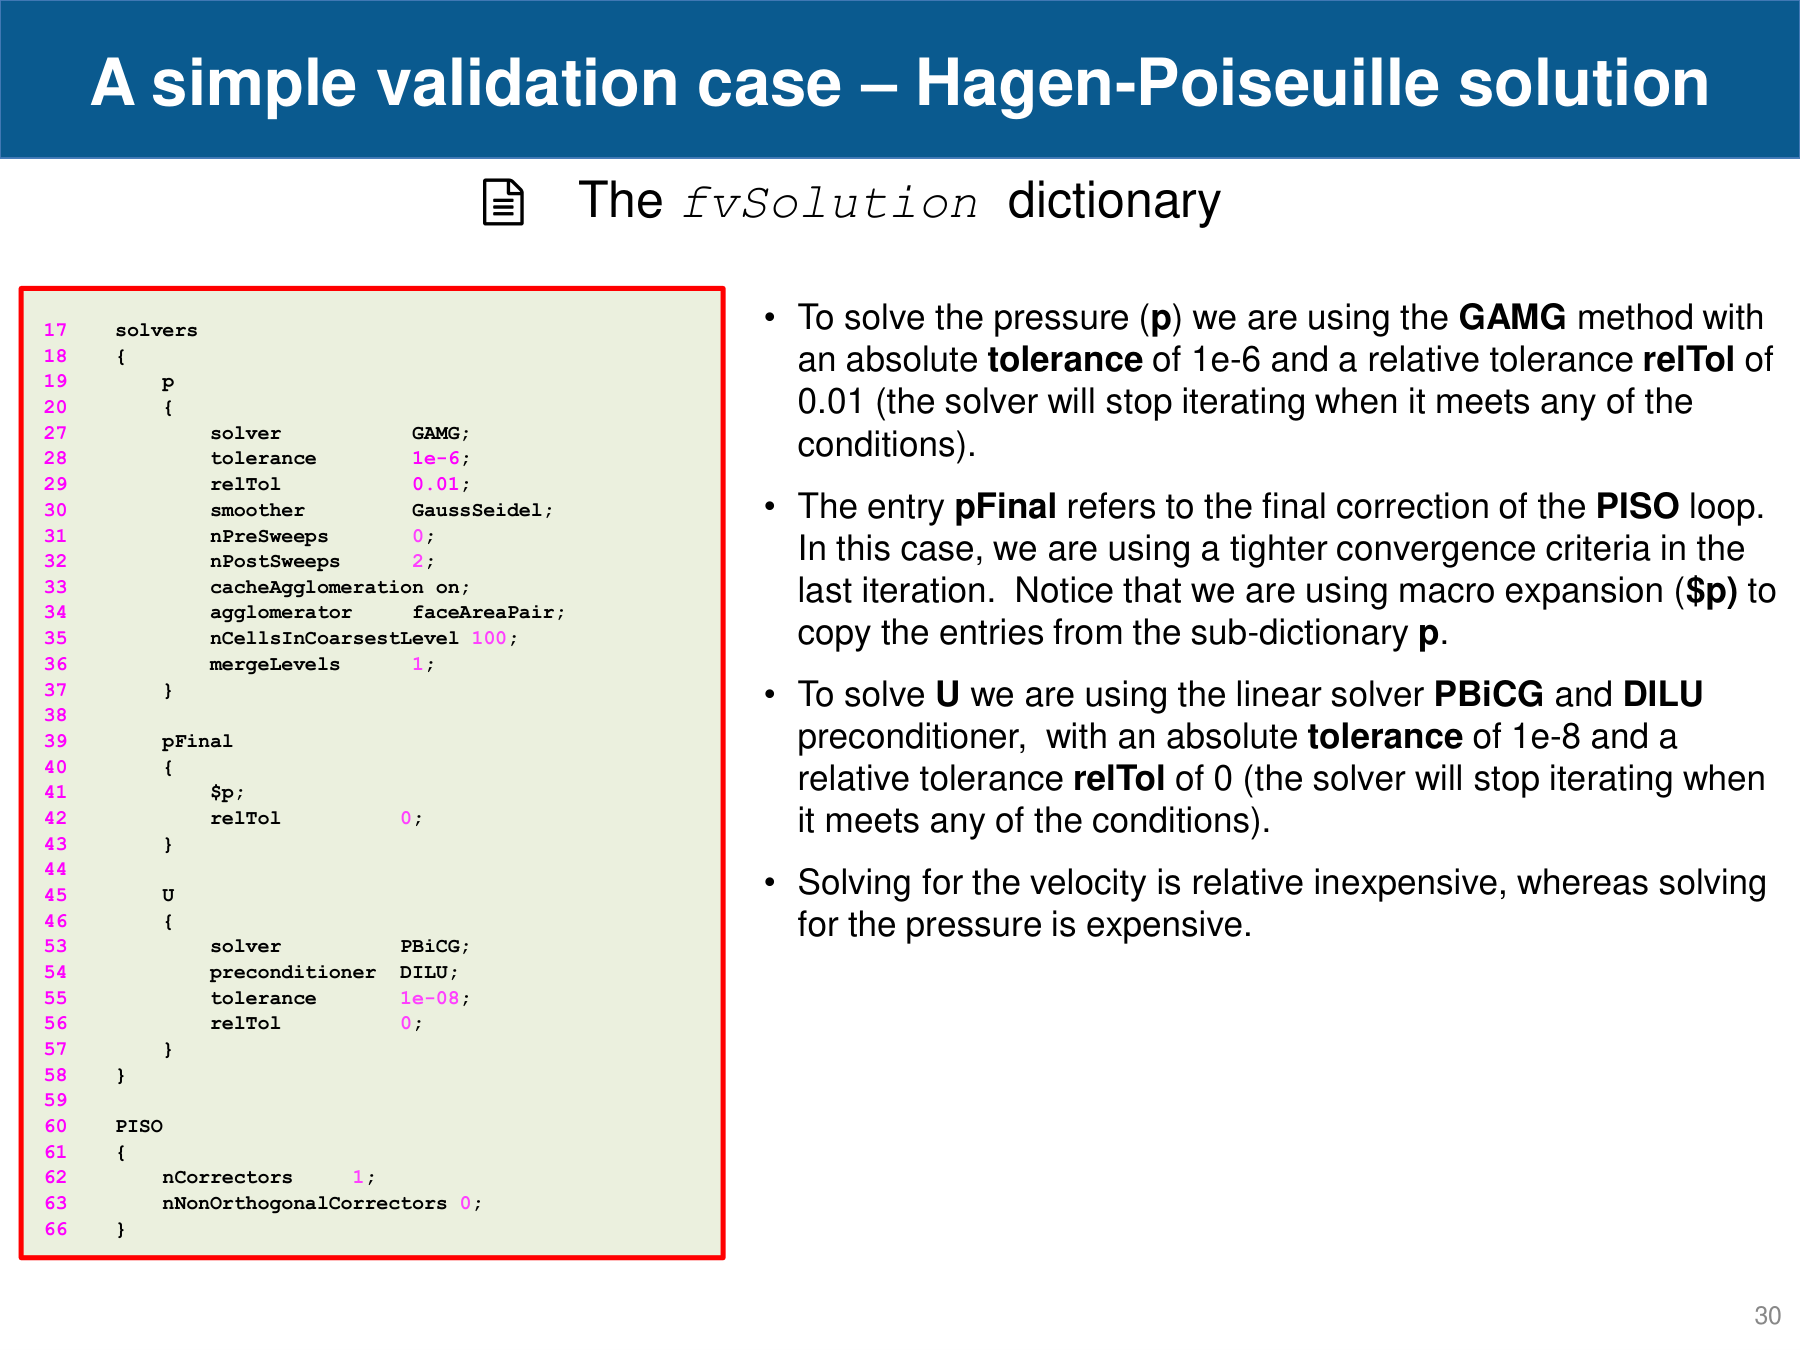 A simple validation case – Hagen-Poiseuille solution
The fvSolution dictionary
17 solvers
18 {
19 p
20 {
27 solver GAMG;
28 tolerance 1e-6;
29 relTol 0.01;
30 smoother GaussSeidel;
31 nPreSweeps 0;
32 nPostSweeps 2;
33 cacheAgglomeration on;
34 agglomerator faceAreaPair;
35 nCellsInCoarsestLevel 100;
36 mergeLevels 1;
37 }
38
39 pFinal
40 {
41 $p;
42 relTol 0;
43 }
44
45 U
46 {
53 solver PBiCG;
54 preconditioner DILU;
55 tolerance 1e-08;
56 relTol 0;
57 }
58 }
59
60 PISO
61 {
62 nCorrectors 1;
63 nNonOrthogonalCorrectors 0;
66 }
• To solve the pressure (p) we are using the GAMG method with
an absolute tolerance of 1e-6 and a relative tolerance relTol of
0.01 (the solver will stop iterating when it meets any of the
conditions).
• The entry pFinal refers to the final correction of the PISO loop.
In this case, we are using a tighter convergence criteria in the
last iteration. Notice that we are using macro expansion ($p) to
copy the entries from the sub-dictionary p.
• To solve U we are using the linear solver PBiCG and DILU
preconditioner, with an absolute tolerance of 1e-8 and a
relative tolerance relTol of 0 (the solver will stop iterating when
it meets any of the conditions).
• Solving for the velocity is relative inexpensive, whereas solving
for the pressure is expensive.
30